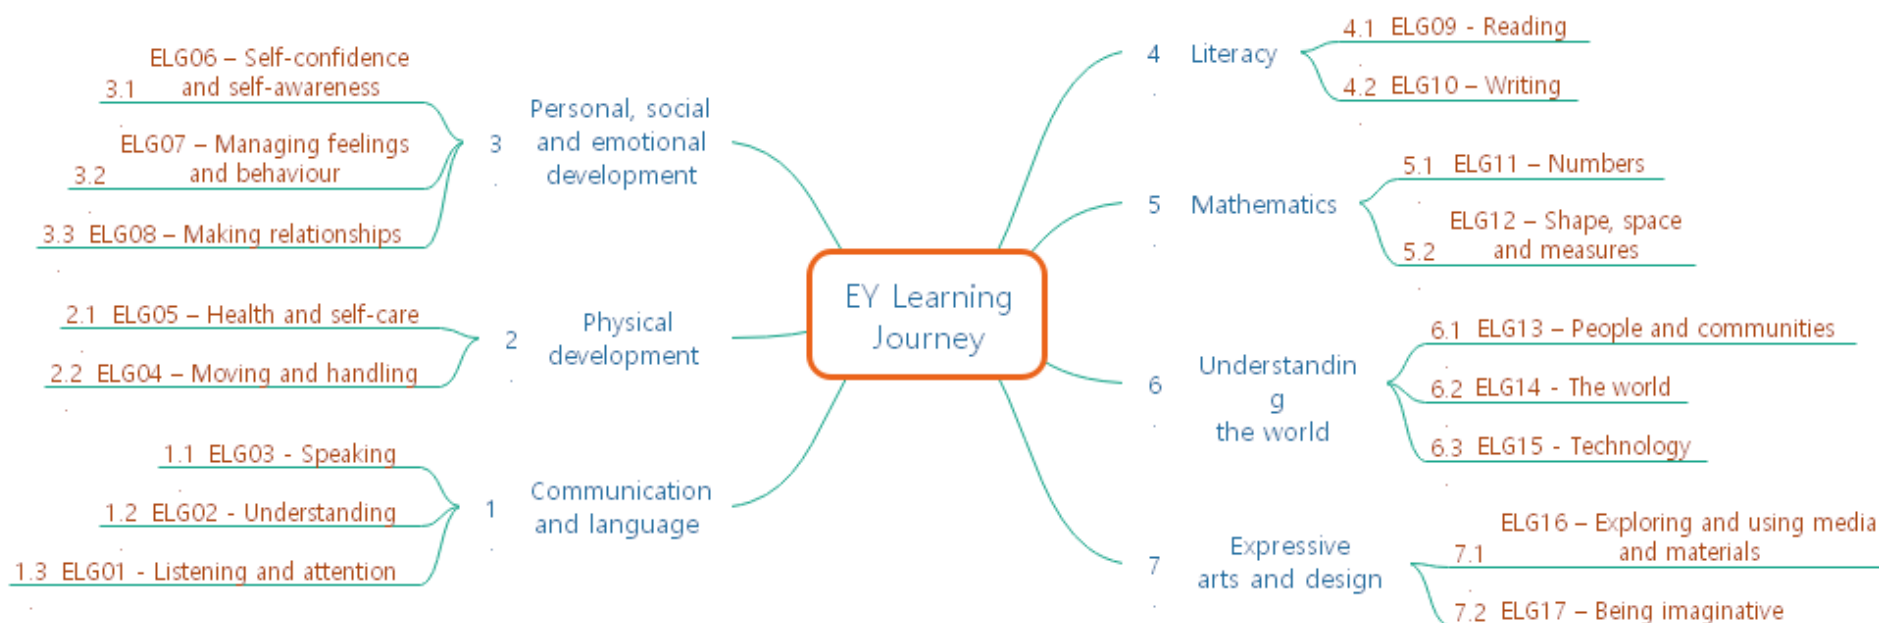 EY Learning
Journey
1
Communication
and language
1.1 ELG03 - Speaking
1.2 ELG02 - Understanding
1.3 ELG01 - Listening and attention
2
Physical
development
2.1 ELG05 – Health and self-care
2.2 ELG04 – Moving and handling
3
Personal, social
and emotional
development
ELG06 – Self-confidence
3.1 and self-awareness
ELG07 – Managing feelings
3.2 and behaviour
3.3 ELG08 – Making relationships
4 Literacy
4.1 ELG09 - Reading
4.2 ELG10 – Writing
5 Mathematics
5.1 ELG11 – Numbers
ELG12 – Shape, space
5.2 and measures
6
Understandin
g
the world
6.1 ELG13 – People and communities
6.2 ELG14 - The world
6.3 ELG15 - Technology
7
Expressive
arts and design
ELG16 – Exploring and using media
7.1 and materials
7.2 ELG17 – Being imaginative